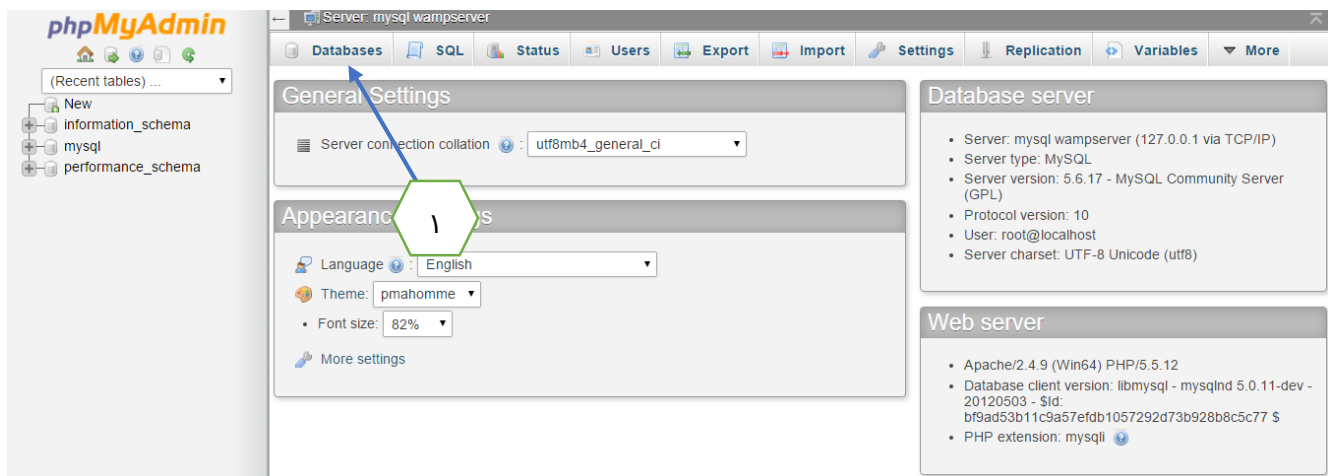 phpMyAdmin
(Recent tables) ...
New
information_schema
mysql
performance_schema
Server: mysql wampserver
Databases SQL Status Users Export Import Settings Replication Variables More
General Settings
Server connection collation : utf8mb4_general_ci
Appearanc gs
١
Language : English
Theme: pmahomme
• Font size: 82%
More settings
Database server
• Server: mysql wampserver (127.0.0.1 via TCP/IP)
• Server type: MySQL
• Server version: 5.6.17 - MySQL Community Server
(GPL)
• Protocol version: 10
• User: root@localhost
• Server charset: UTF-8 Unicode (utf8)
Web server
• Apache/2.4.9 (Win64) PHP/5.5.12
• Database client version: libmysql - mysqlnd 5.0.11-dev -
20120503 - $Id:
bf9ad53b11c9a57efdb1057292d73b928b8c5c77 $
• PHP extension: mysqli